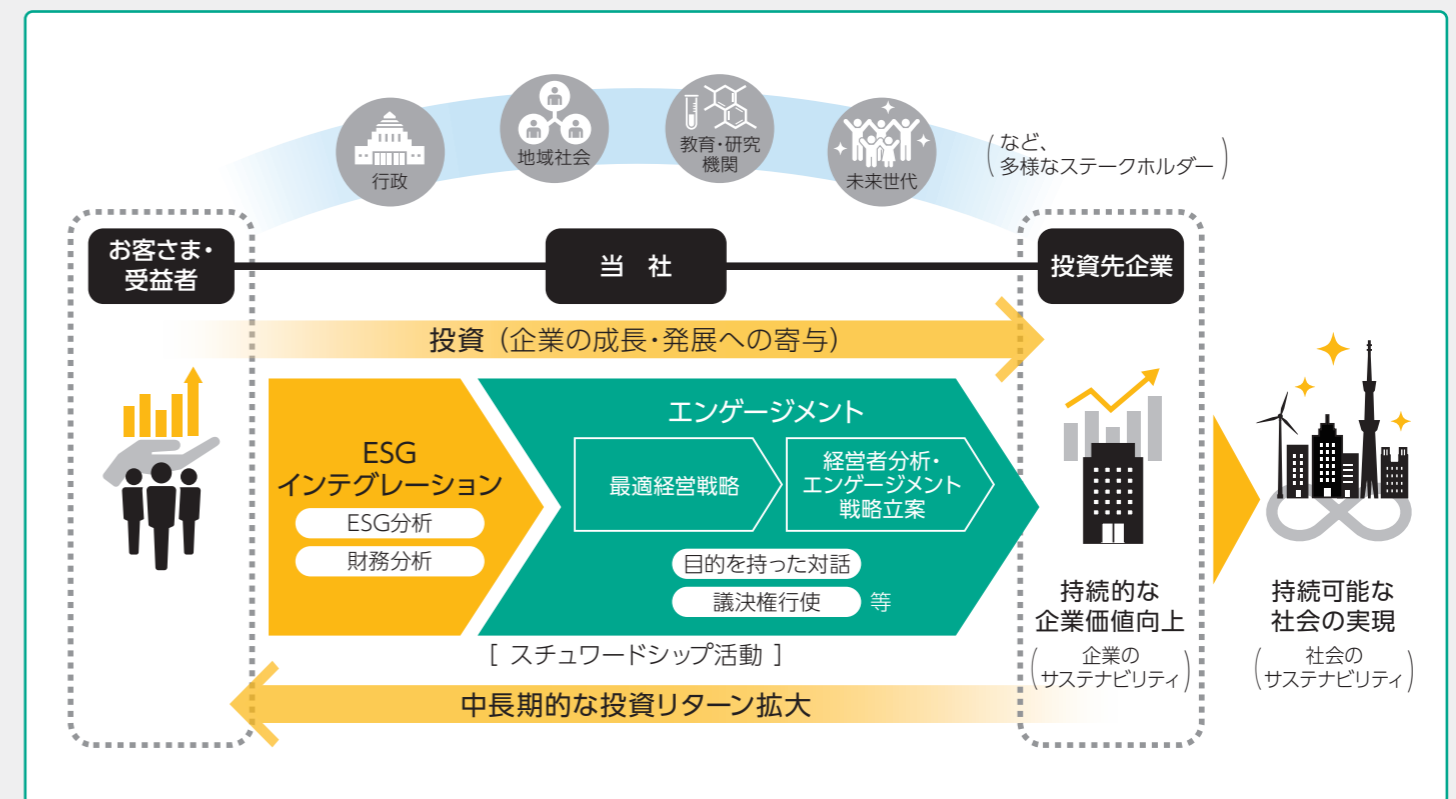 行政
地域社会
教育・研究
機関
未来世代
(など、
多様なステークホルダー)
お客さま・
受益者
当 社
投資先企業
投資（企業の成長・発展への寄与）
ESG
インテグレーション
ESG分析
財務分析
エンゲージメント
最適経営戦略
経営者分析・
エンゲージメント
戦略立案
目的を持った対話
議決権行使 等
[ スチュワードシップ活動 ]
中長期的な投資リターン拡大
持続的な
企業価値向上
(企業の
サステナビリティ)
持続可能な
社会の実現
(社会の
サステナビリティ)